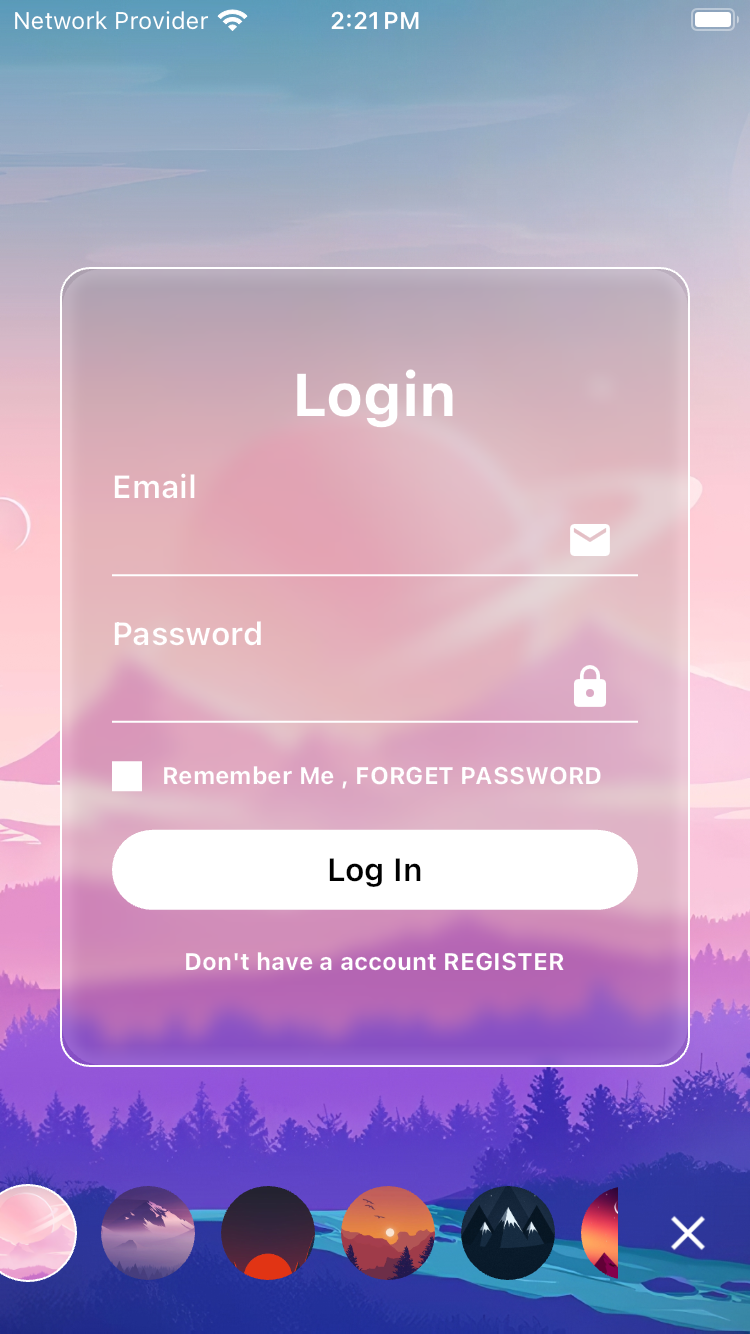 Network Provider 2:21 PM
Login
Email
Password
Remember Me , FORGET PASSWORD
Log In
Don't have a account REGISTER